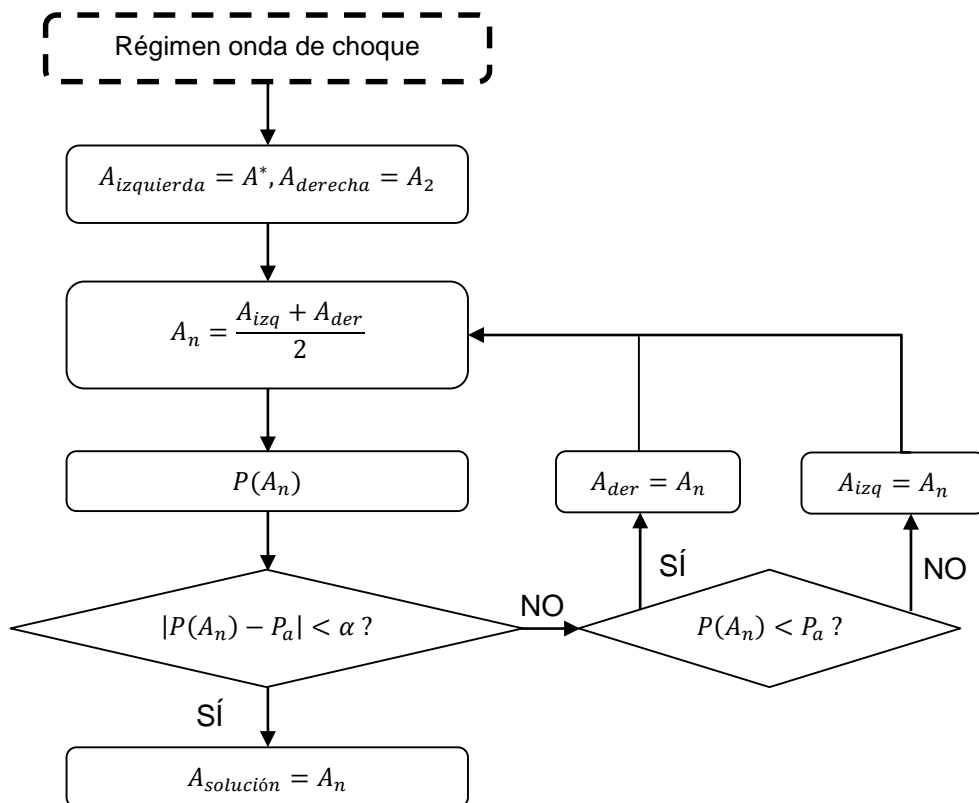 Régimen onda de choque
A_izquierda = A*, A_derecha = A_2
A_n = (A_izq + A_der) / 2
P(A_n)
A_der = A_n
A_izq = A_n
SÍ
NO
|P(A_n) − P_a| < α ?
NO
P(A_n) < P_a ?
SÍ
A_solución = A_n